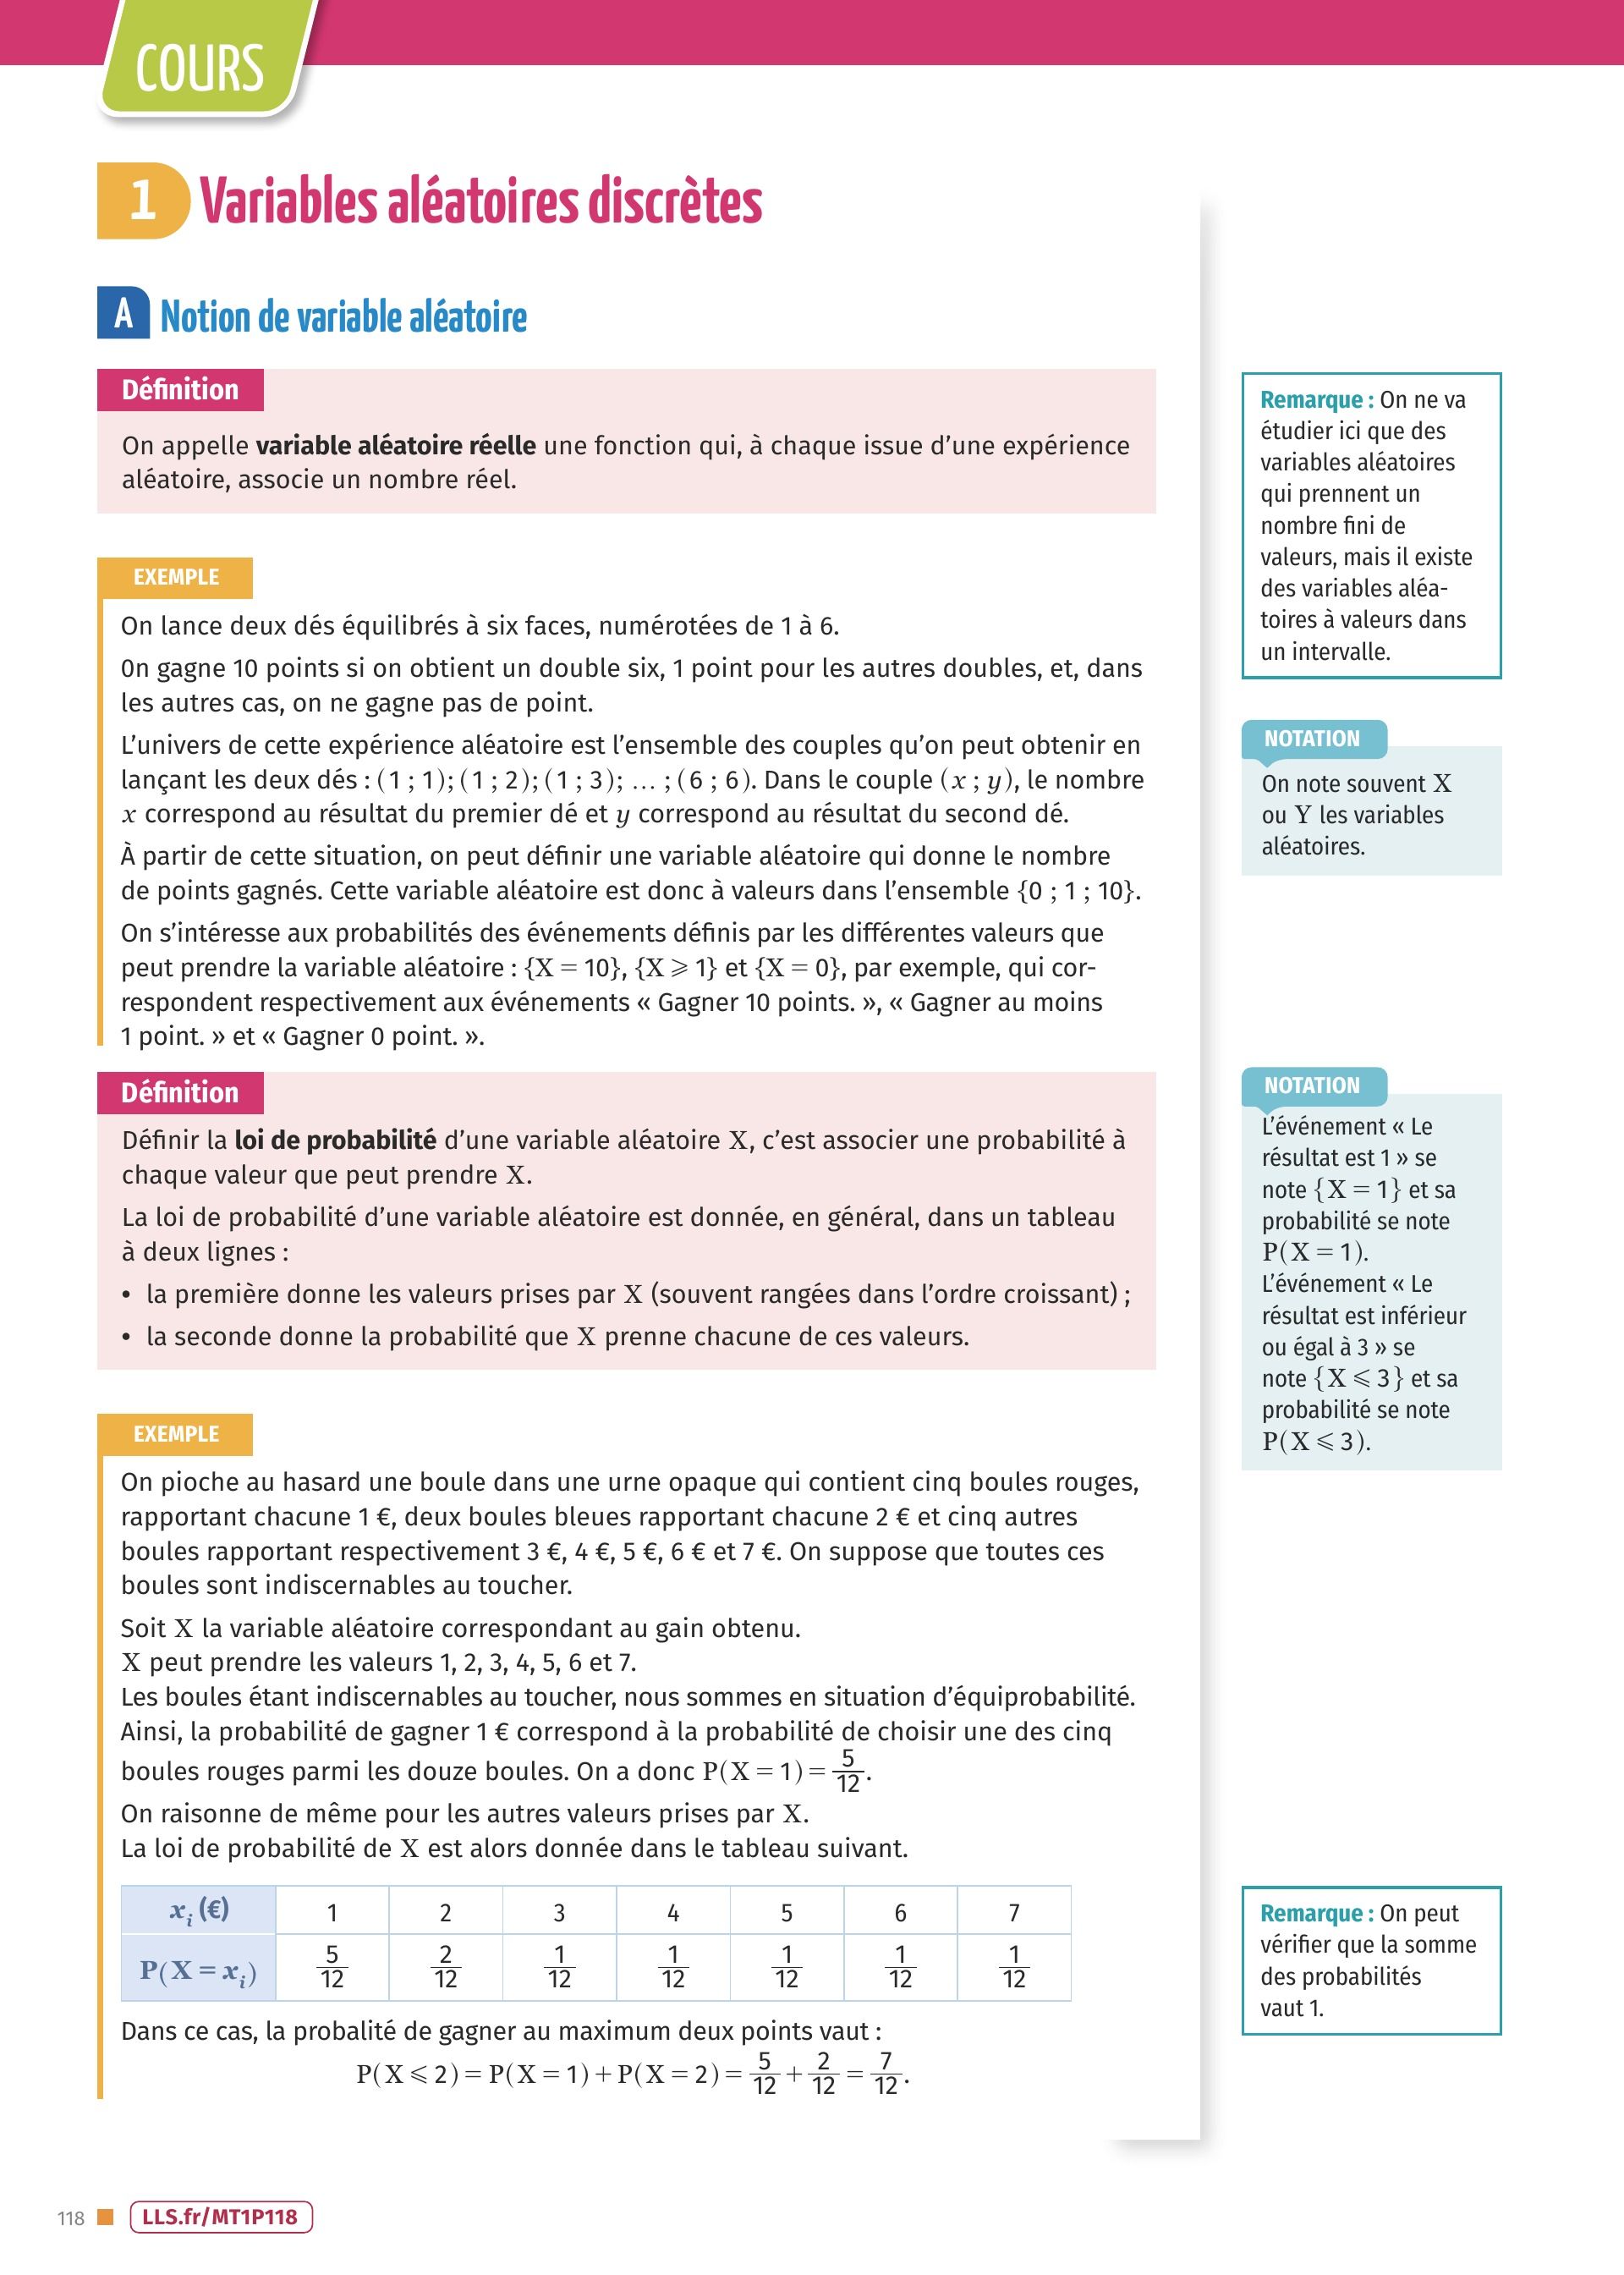 COURS
1 Variables aléatoires discrètes
A Notion de variable aléatoire
Définition
On appelle variable aléatoire réelle une fonction qui, à chaque issue d’une expérience
aléatoire, associe un nombre réel.
Remarque : On ne va
étudier ici que des
variables aléatoires
qui prennent un
nombre fini de
valeurs, mais il existe
des variables aléa-
toires à valeurs dans
un intervalle.
EXEMPLE
On lance deux dés équilibrés à six faces, numérotées de 1 à 6.
0n gagne 10 points si on obtient un double six, 1 point pour les autres doubles, et, dans
les autres cas, on ne gagne pas de point.
L’univers de cette expérience aléatoire est l’ensemble des couples qu’on peut obtenir en
lançant les deux dés : (1 ; 1); (1 ; 2); (1 ; 3); … ; (6 ; 6). Dans le couple (x ; y), le nombre
x correspond au résultat du premier dé et y correspond au résultat du second dé.
À partir de cette situation, on peut définir une variable aléatoire qui donne le nombre
de points gagnés. Cette variable aléatoire est donc à valeurs dans l’ensemble {0 ; 1 ; 10}.
On s’intéresse aux probabilités des événements définis par les différentes valeurs que
peut prendre la variable aléatoire : {X = 10}, {X ⩾ 1} et {X = 0}, par exemple, qui cor-
respondent respectivement aux événements « Gagner 10 points. », « Gagner au moins
1 point. » et « Gagner 0 point. ».
NOTATION
On note souvent X
ou Y les variables
aléatoires.
Définition
Définir la loi de probabilité d’une variable aléatoire X, c’est associer une probabilité à
chaque valeur que peut prendre X.
La loi de probabilité d’une variable aléatoire est donnée, en général, dans un tableau
à deux lignes :
• la première donne les valeurs prises par X (souvent rangées dans l’ordre croissant) ;
• la seconde donne la probabilité que X prenne chacune de ces valeurs.
NOTATION
L’événement « Le
résultat est 1 » se
note {X = 1} et sa
probabilité se note
P(X = 1).
L’événement « Le
résultat est inférieur
ou égal à 3 » se
note {X ⩽ 3} et sa
probabilité se note
P(X ⩽ 3).
EXEMPLE
On pioche au hasard une boule dans une urne opaque qui contient cinq boules rouges,
rapportant chacune 1 €, deux boules bleues rapportant chacune 2 € et cinq autres
boules rapportant respectivement 3 €, 4 €, 5 €, 6 € et 7 €. On suppose que toutes ces
boules sont indiscernables au toucher.
Soit X la variable aléatoire correspondant au gain obtenu.
X peut prendre les valeurs 1, 2, 3, 4, 5, 6 et 7.
Les boules étant indiscernables au toucher, nous sommes en situation d’équiprobabilité.
Ainsi, la probabilité de gagner 1 € correspond à la probabilité de choisir une des cinq
boules rouges parmi les douze boules. On a donc P(X = 1) = 5/12.
On raisonne de même pour les autres valeurs prises par X.
La loi de probabilité de X est alors donnée dans le tableau suivant.
x_i (€) 1 2 3 4 5 6 7
P(X = x_i) 5/12 2/12 1/12 1/12 1/12 1/12 1/12
Remarque : On peut
vérifier que la somme
des probabilités
vaut 1.
Dans ce cas, la probalité de gagner au maximum deux points vaut :
P(X ⩽ 2) = P(X = 1) + P(X = 2) = 5/12 + 2/12 = 7/12.
118 LLS.fr/MT1P118